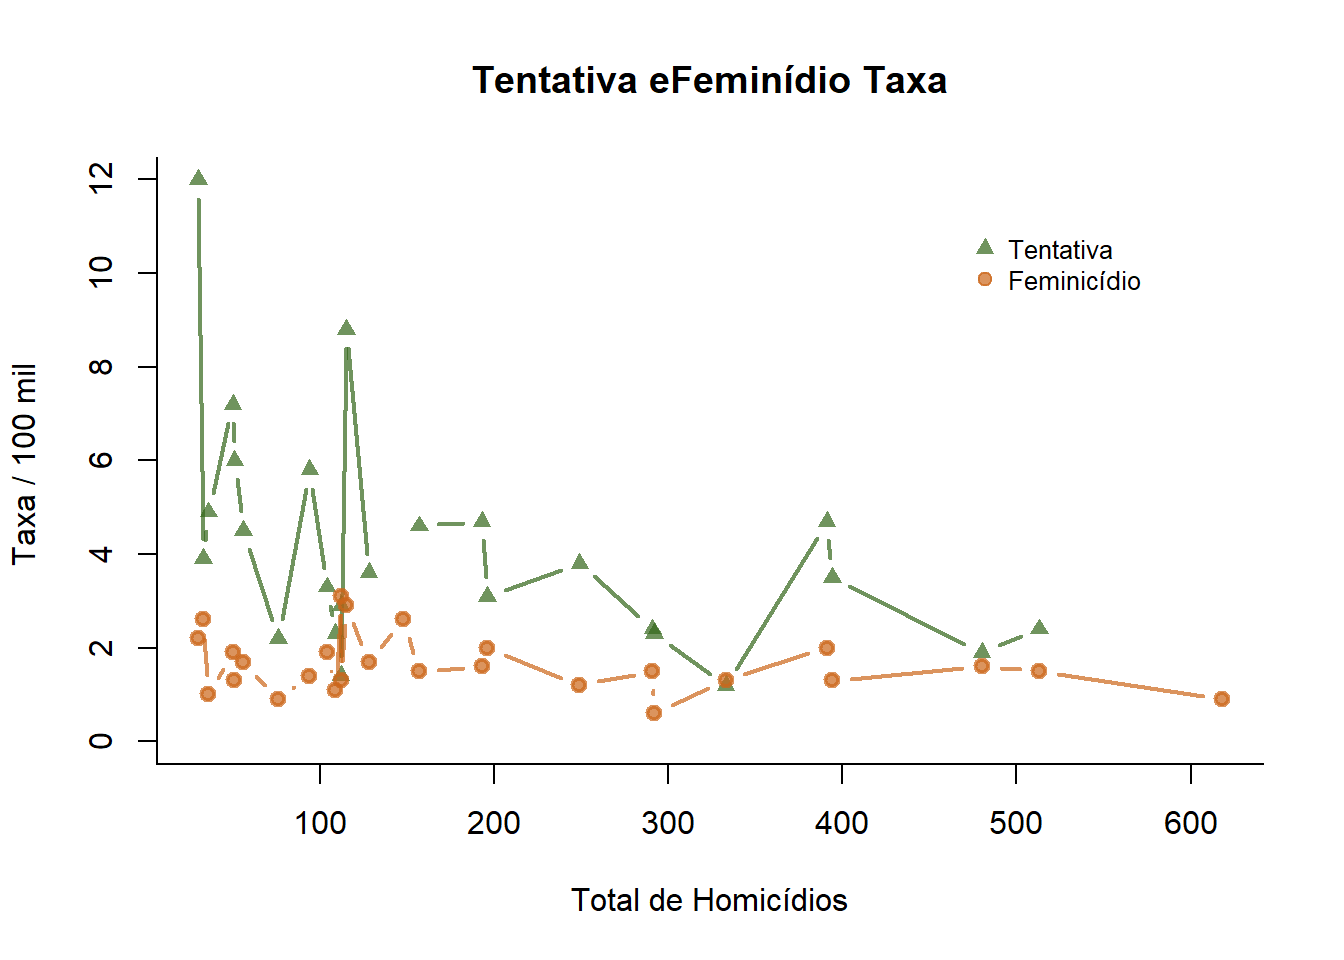 Tentativa eFeminídio Taxa
12
10
8
6
4
2
0
Taxa / 100 mil
Tentativa
Feminicídio
100 200 300 400 500 600
Total de Homicídios